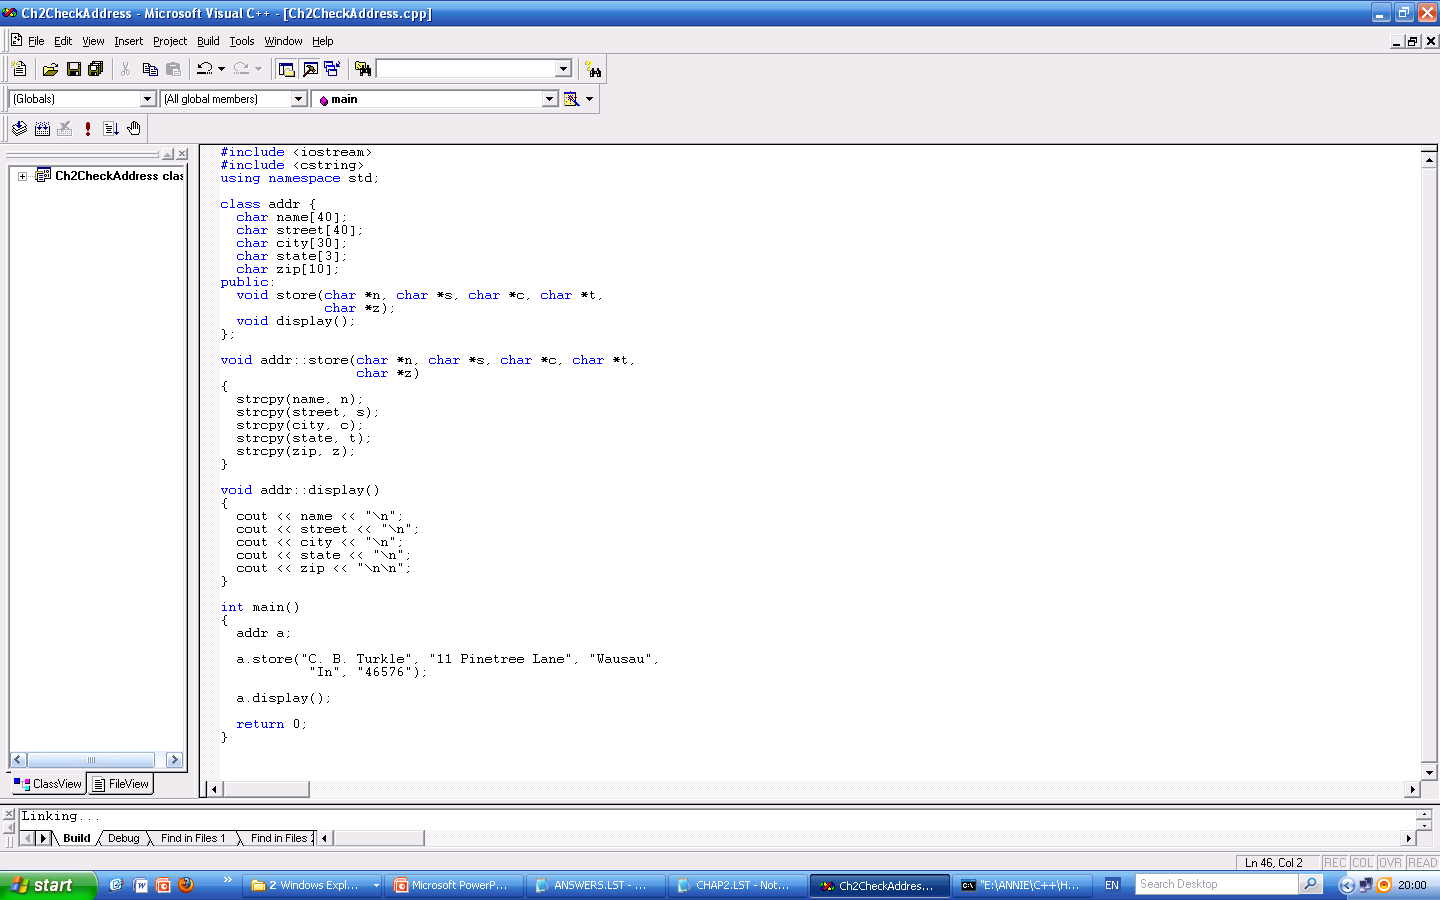 Ch2CheckAddress - Microsoft Visual C++ - [Ch2CheckAddress.cpp]
File Edit View Insert Project Build Tools Window Help
(Globals) (All global members) main
Ch2CheckAddress clas
#include <iostream>
#include <cstring>
using namespace std;
class addr {
char name[40];
char street[40];
char city[30];
char state[3];
char zip[10];
public:
void store(char *n, char *s, char *c, char *t,
char *z);
void display();
};
void addr::store(char *n, char *s, char *c, char *t,
char *z)
{
strcpy(name, n);
strcpy(street, s);
strcpy(city, c);
strcpy(state, t);
strcpy(zip, z);
}
void addr::display()
{
cout << name << "\n";
cout << street << "\n";
cout << city << "\n";
cout << state << "\n";
cout << zip << "\n\n";
}
int main()
{
addr a;
a.store("C. B. Turkle", "11 Pinetree Lane", "Wausau",
"In", "46576");
a.display();
return 0;
}
ClassView FileView
Linking...
Build Debug Find in Files 1 Find in Files 2
Ln 46, Col 2 REC COL OVR READ
start 2 Windows Expl... Microsoft PowerP... ANSWERS.LST - ... CHAP2.LST - Not... Ch2CheckAddres... "E:\ANNIE\C++\H... EN Search Desktop 20:00